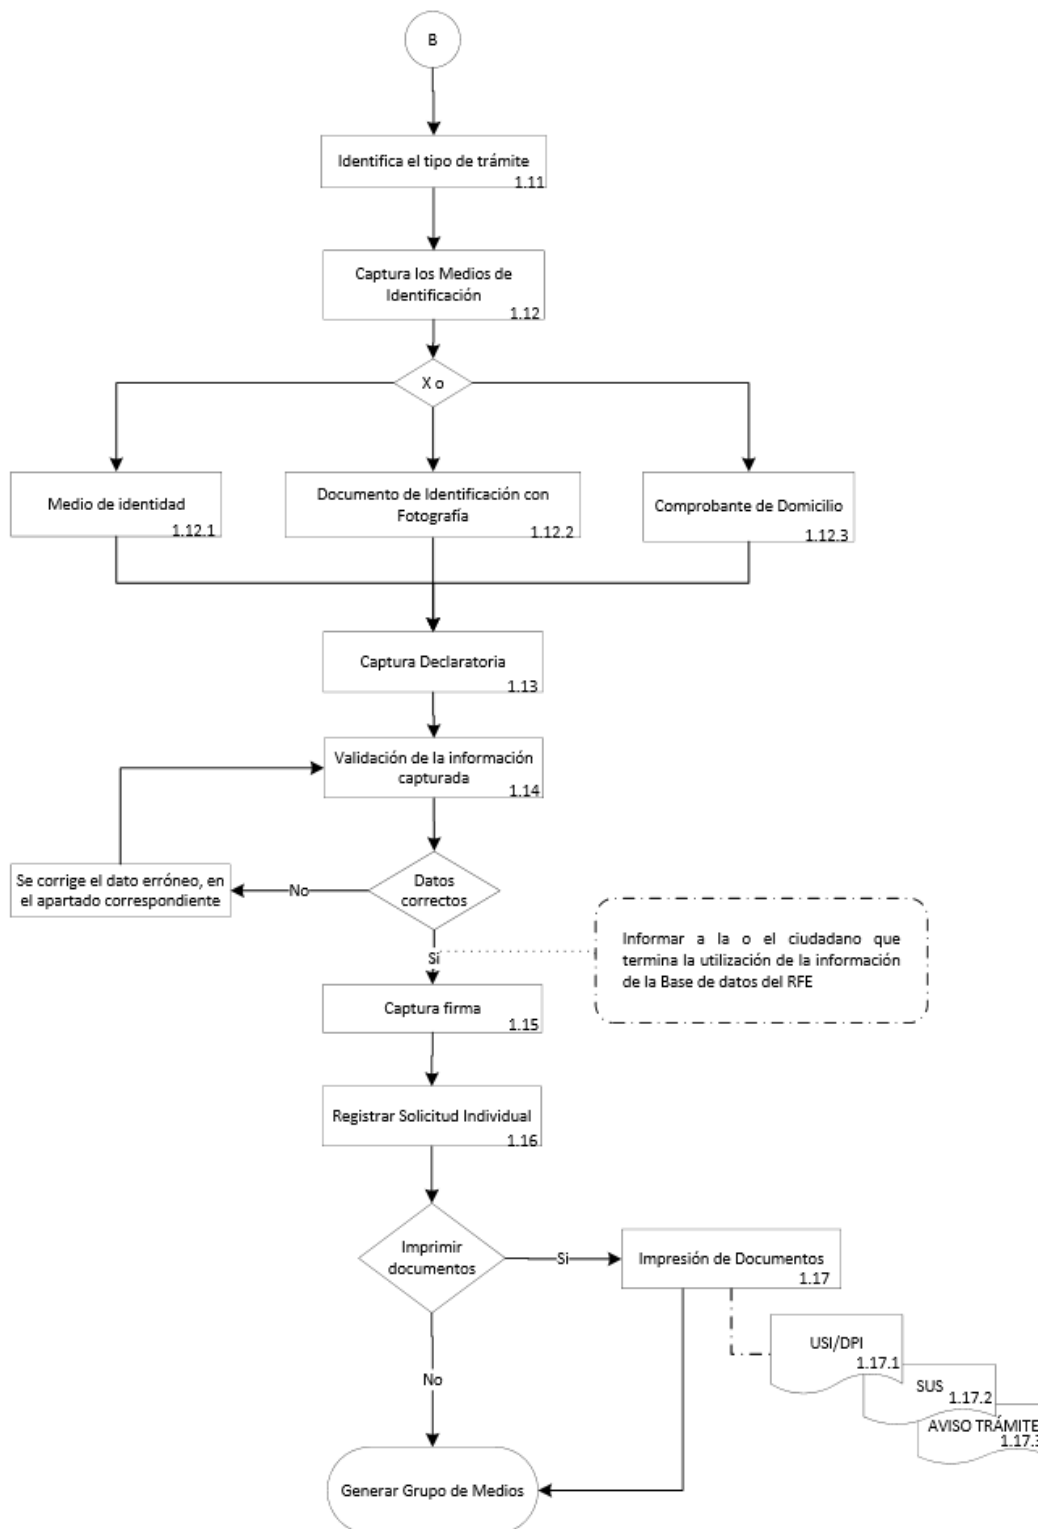 B
Identifica el tipo de trámite
1.11
Captura los Medios de
Identificación
1.12
X o
Medio de identidad
1.12.1
Documento de Identificación con
Fotografía
1.12.2
Comprobante de Domicilio
1.12.3
Captura Declaratoria
1.13
Validación de la información
capturada
1.14
Se corrige el dato erróneo, en
el apartado correspondiente
No
Datos
correctos
Si
Informar a la o el ciudadano que
termina la utilización de la información
de la Base de datos del RFE
Captura firma
1.15
Registrar Solicitud Individual
1.16
Imprimir
documentos
Si
Impresión de Documentos
1.17
USI/DPI
1.17.1
SUS
1.17.2
AVISO TRÁMITE
1.17.3
No
Generar Grupo de Medios